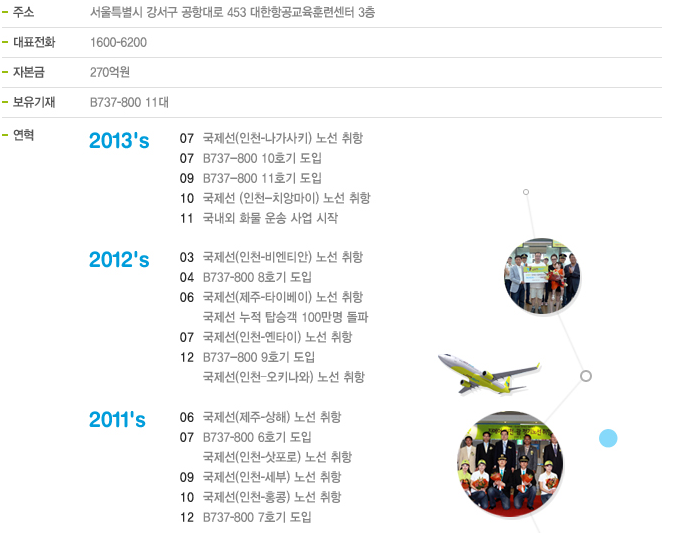 주소 서울특별시 강서구 공항대로 453 대한항공교육훈련센터 3층
대표전화 1600-6200
자본금 270억원
보유기재 B737-800 11대
연혁
2013's
07 국제선(인천-나가사키) 노선 취항
07 B737–800 10호기 도입
09 B737–800 11호기 도입
10 국제선 (인천–치앙마이) 노선 취항
11 국내외 화물 운송 사업 시작
2012's
03 국제선(인천-비엔티안) 노선 취항
04 B737-800 8호기 도입
06 국제선(제주-타이베이) 노선 취항
국제선 누적 탑승객 100만명 돌파
07 국제선(인천-옌타이) 노선 취항
12 B737–800 9호기 도입
국제선(인천-오키나와) 노선 취항
2011's
06 국제선(제주-상해) 노선 취항
07 B737-800 6호기 도입
국제선(인천-삿포로) 노선 취항
09 국제선(인천-세부) 노선 취항
10 국제선(인천-홍콩) 노선 취항
12 B737-800 7호기 도입